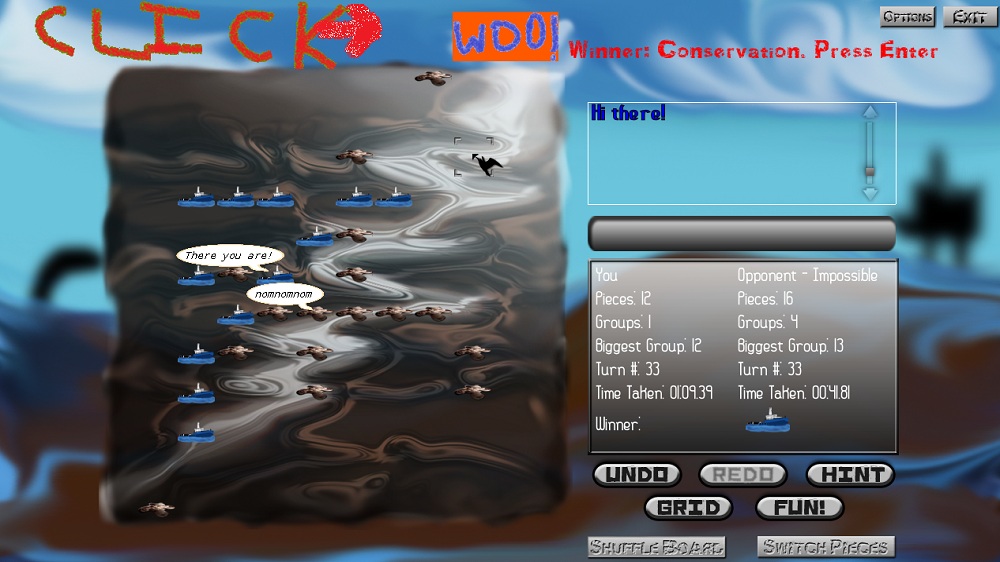 CLICK
WDO!
Options
Exit
Winner: Conservation. Press Enter
Hi there!
There you are!
nomnomnom
You Opponent - Impossible
Pieces: 12 Pieces: 16
Groups: 1 Groups: 4
Biggest Group: 12 Biggest Group: 13
Turn #: 33 Turn #: 33
Time Taken: 01:09.39 Time Taken: 00:41.81
Winner:
UNDO REDO HINT
GRID FUN!
Shuffle Board Switch Pieces